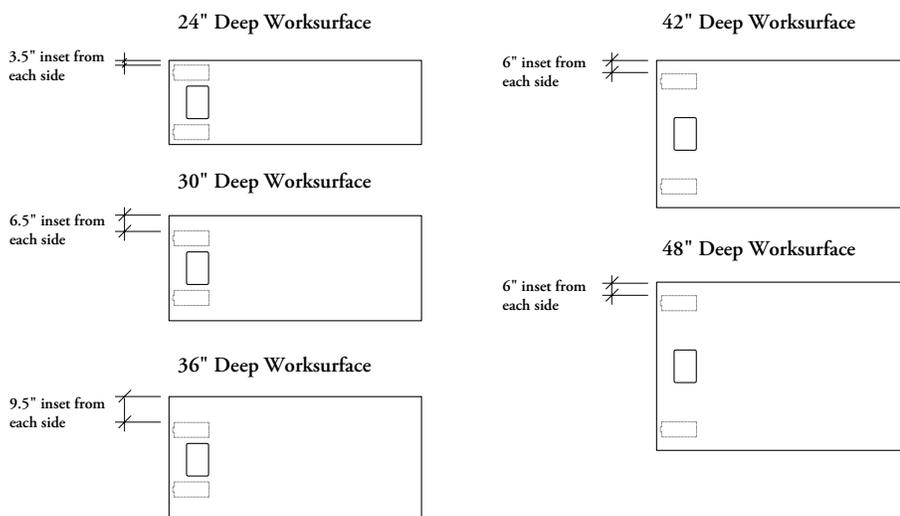 24" Deep Worksurface
3.5" inset from
each side
30" Deep Worksurface
6.5" inset from
each side
36" Deep Worksurface
9.5" inset from
each side
42" Deep Worksurface
6" inset from
each side
48" Deep Worksurface
6" inset from
each side